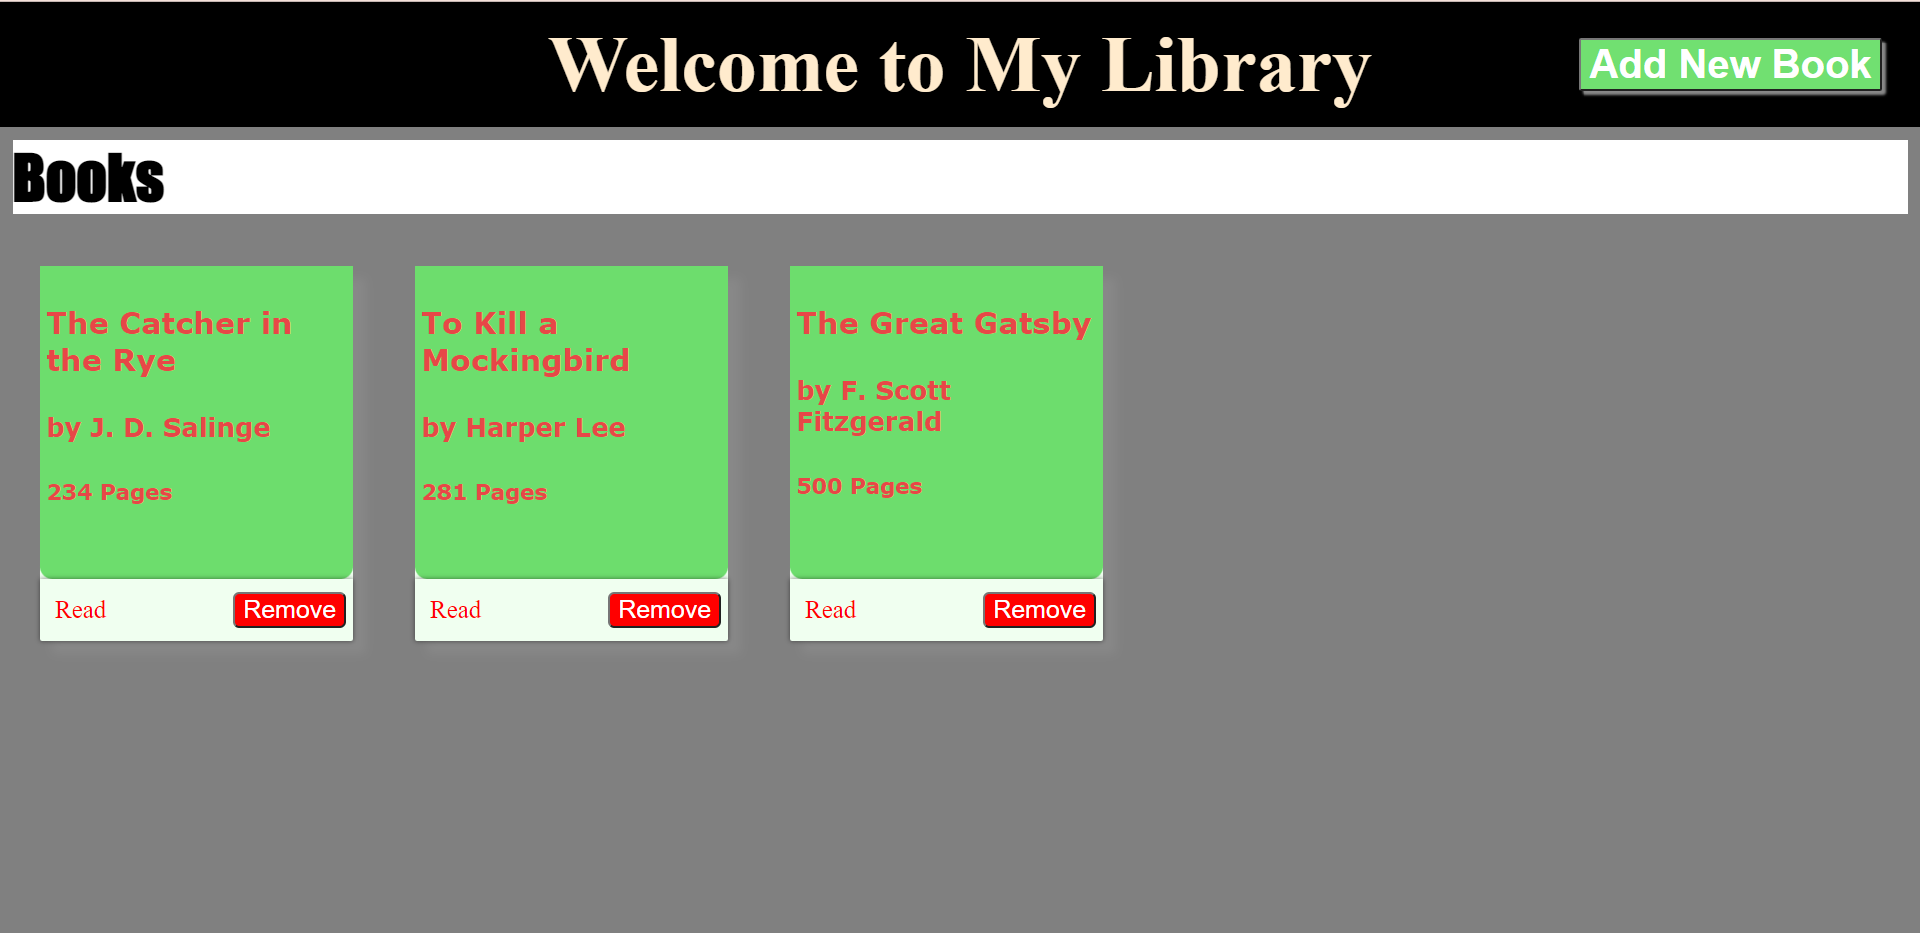 Welcome to My Library
Add New Book
Books
The Catcher in
the Rye
by J. D. Salinge
234 Pages
Read
Remove
To Kill a
Mockingbird
by Harper Lee
281 Pages
Read
Remove
The Great Gatsby
by F. Scott
Fitzgerald
500 Pages
Read
Remove